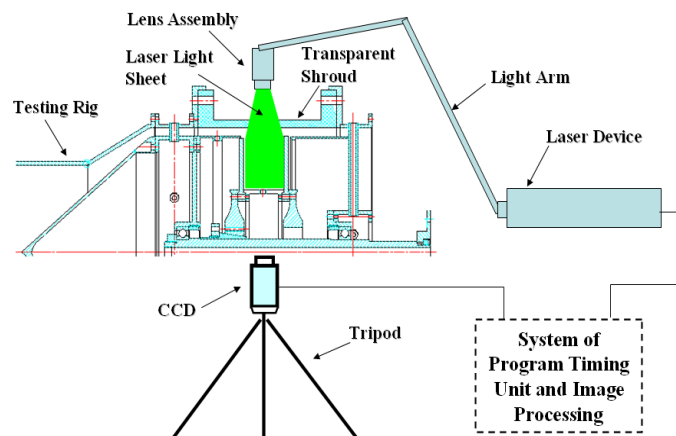 Lens Assembly
Laser Light
Sheet
Transparent
Shroud
Light Arm
Testing Rig
Laser Device
CCD
Tripod
System of
Program Timing
Unit and Image
Processing